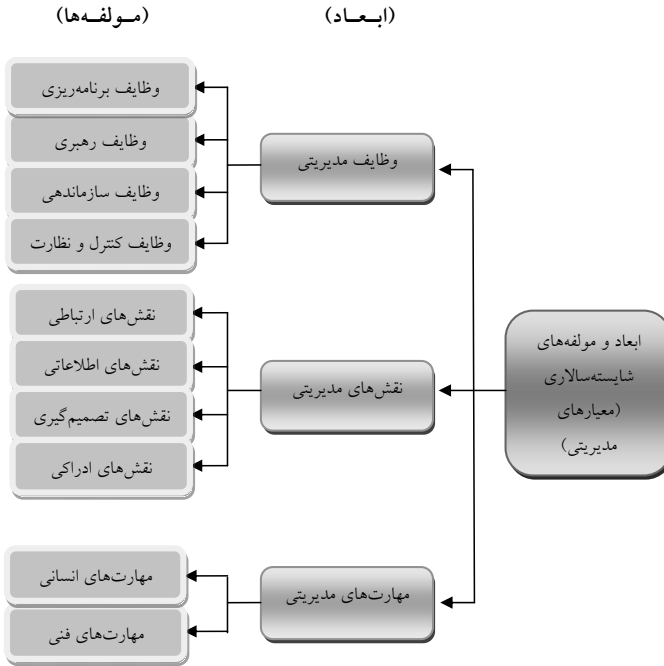 (ابـعـــاد)
(مـولفـه‌ها)
ابعاد و مولفه‌های
شایسته‌سالاری
(معیارهای
مدیریتی)
وظایف مدیریتی
وظایف برنامه‌ریزی
وظایف رهبری
وظایف سازماندهی
وظایف کنترل و نظارت
نقش‌های مدیریتی
نقش‌های ارتباطی
نقش‌های اطلاعاتی
نقش‌های تصمیم‌گیری
نقش‌های ادراکی
مهارت‌های مدیریتی
مهارت‌های انسانی
مهارت‌های فنی